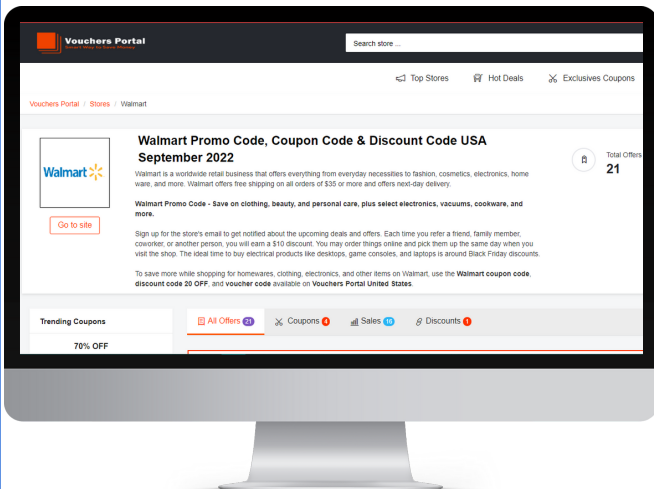 Vouchers Portal
Smart Way to Save Money
Search store ...
Top Stores Hot Deals Exclusives Coupons
Vouchers Portal / Stores / Walmart
Walmart Promo Code, Coupon Code & Discount Code USA
September 2022
Total Offers
21
Walmart
Walmart is a worldwide retail business that offers everything from everyday necessities to fashion, cosmetics, electronics, home
ware, and more. Walmart offers free shipping on all orders of $35 or more and offers next-day delivery.
Walmart Promo Code - Save on clothing, beauty, and personal care, plus select electronics, vacuums, cookware, and
more.
Go to site
Sign up for the store's email to get notified about the upcoming deals and offers. Each time you refer a friend, family member,
coworker, or another person, you will earn a $10 discount. You may order things online and pick them up the same day when you
visit the shop. The ideal time to buy electrical products like desktops, game consoles, and laptops is around Black Friday discounts.
To save more while shopping for homewares, clothing, electronics, and other items on Walmart, use the Walmart coupon code,
discount code 20 OFF, and voucher code available on Vouchers Portal United States.
Trending Coupons
All Offers 21 Coupons 4 Sales 16 Discounts 1
70% OFF